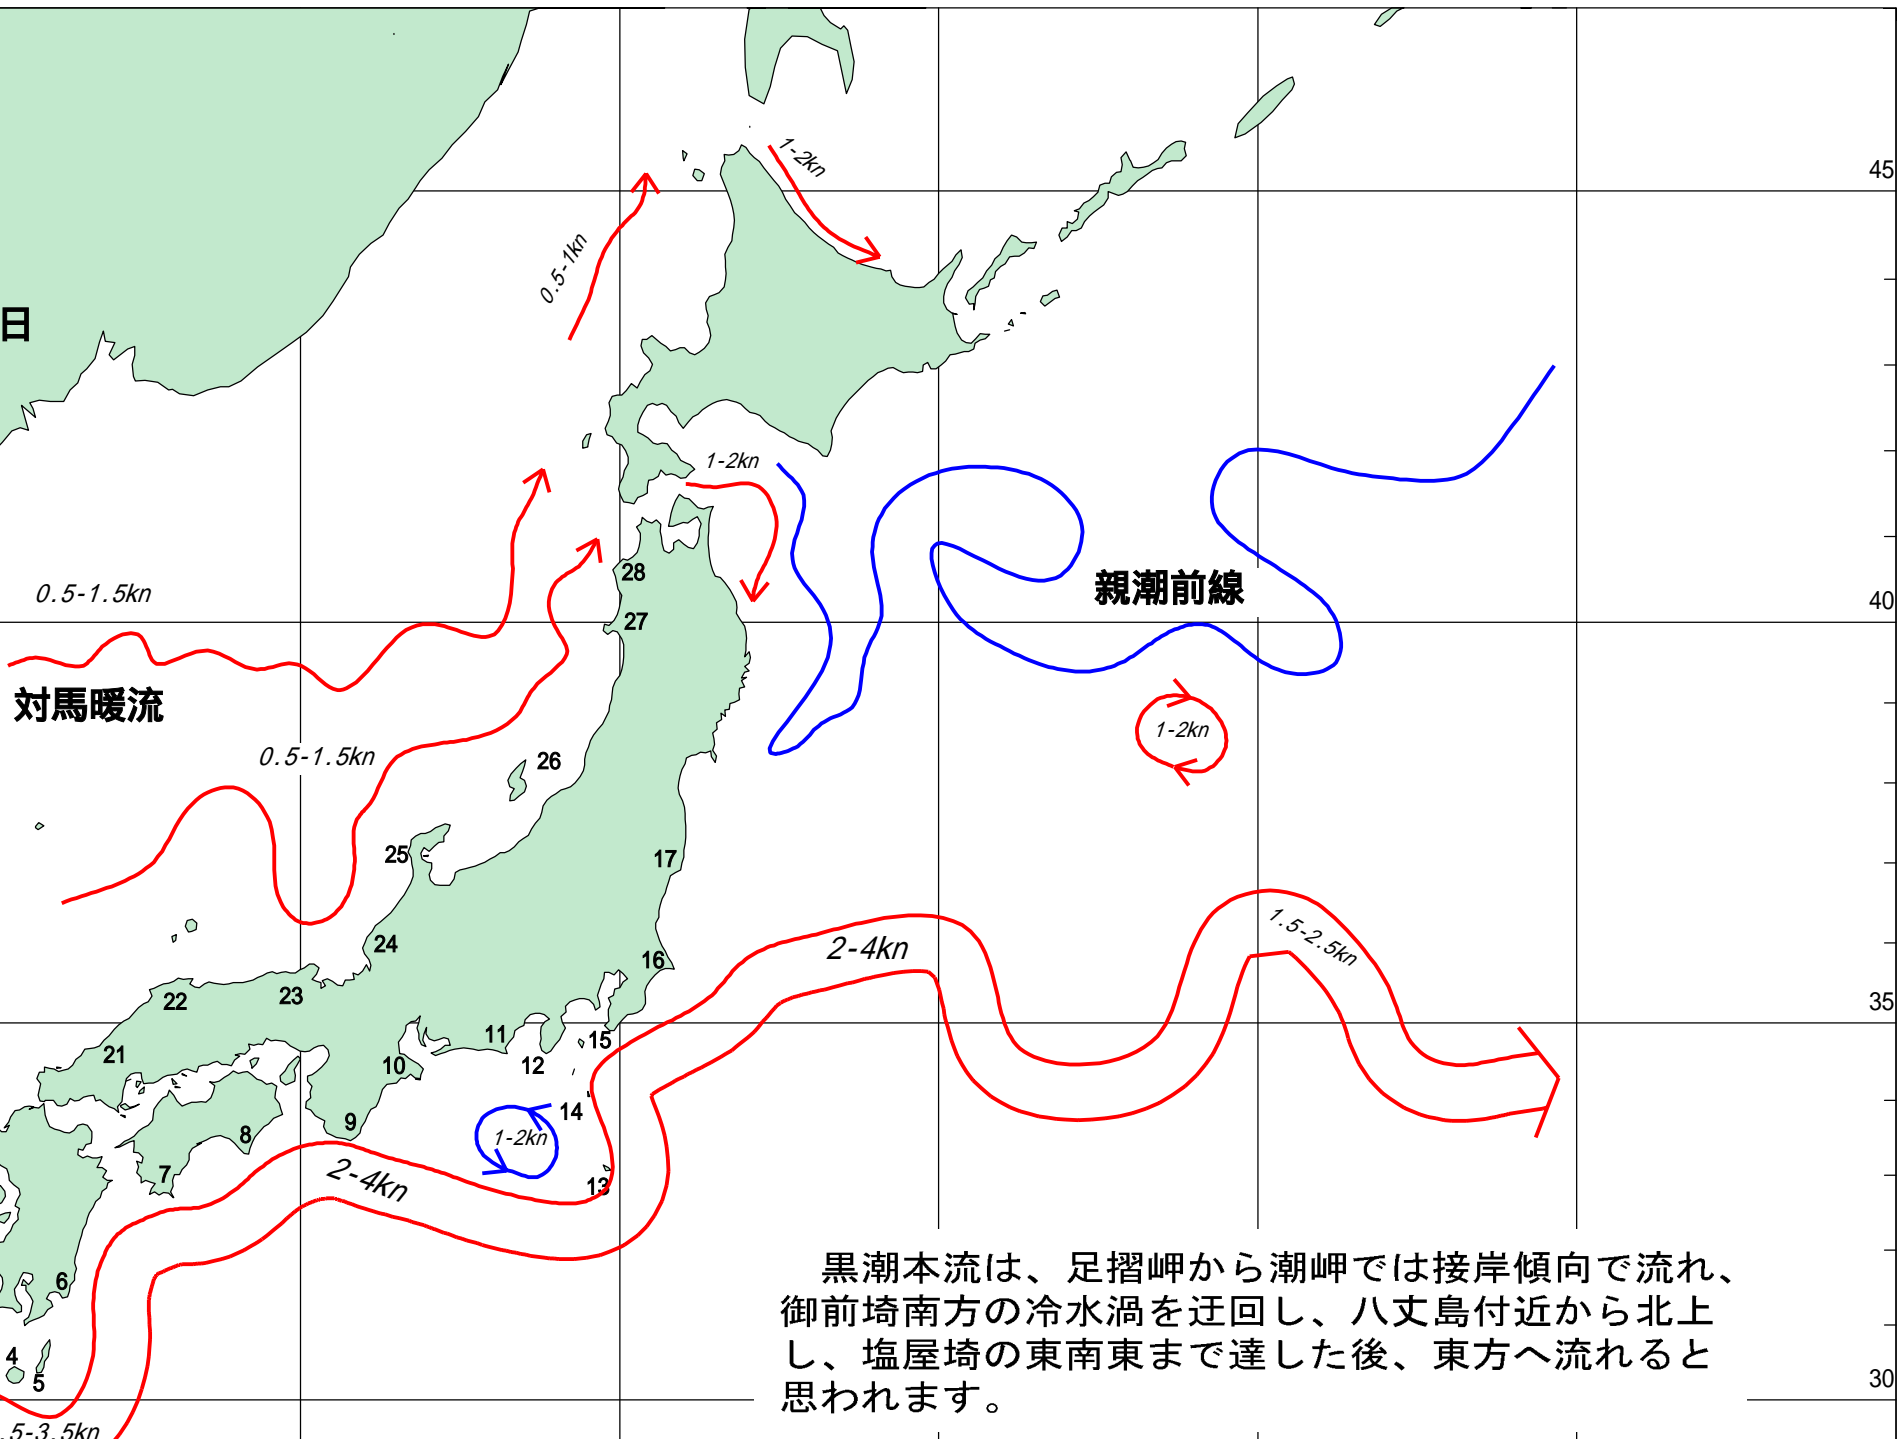 1-2kn
45
0.5-1kn
日
1-2kn
28
親潮前線
0.5-1.5kn
40
27
対馬暖流
1-2kn
0.5-1.5kn
26
25
17
1.5-2.5kn
24
2-4kn
16
22
23
35
11
15
21
10
12
14
9
8
1-2kn
7
2-4kn
13
黒潮本流は、足摺岬から潮岬では接岸傾向で流れ、
御前埼南方の冷水渦を迂回し、八丈島付近から北上
し、塩屋埼の東南東まで達した後、東方へ流れると
思われます。
6
4
5
30
.5-3.5kn